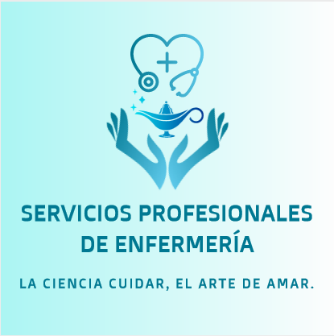 SERVICIOS PROFESIONALES
DE ENFERMERÍA
LA CIENCIA CUIDAR, EL ARTE DE AMAR.